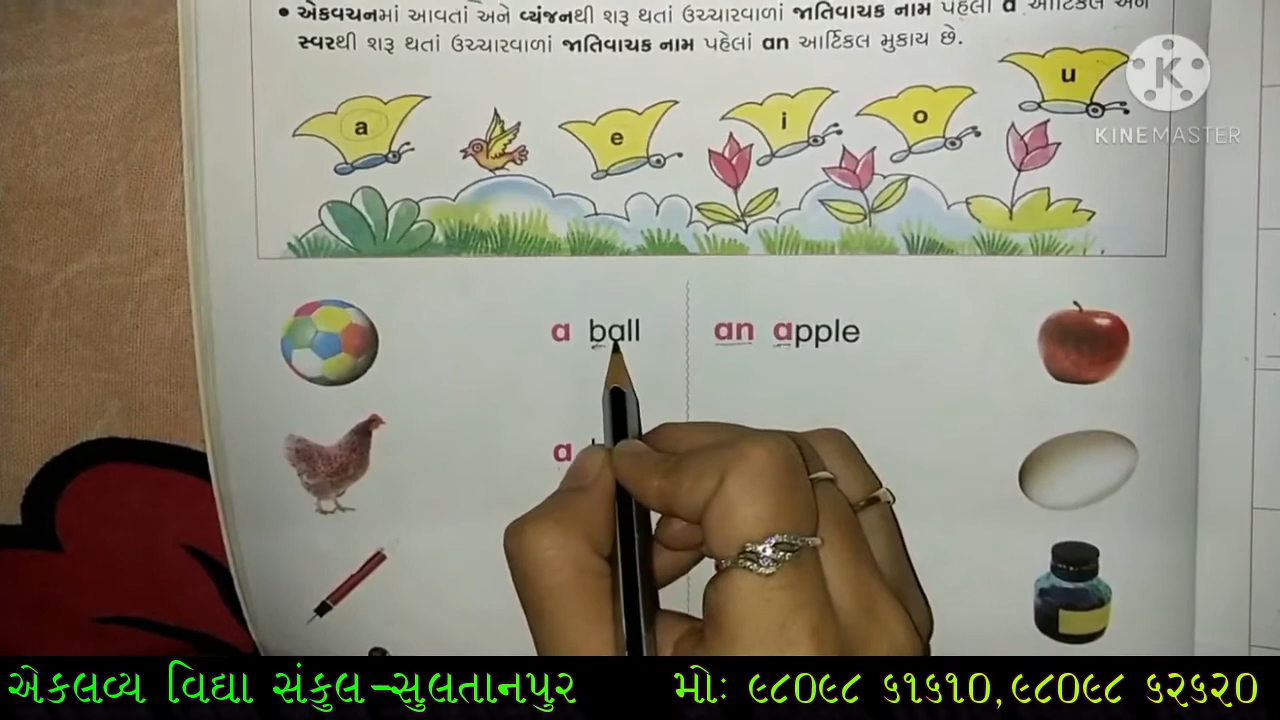 • એકવચનમાં આવતાં અને વ્યંજનથી શરૂ થતાં ઉચ્ચારવાળાં જાતિવાચક નામ પહેલાં a આર્ટિકલ અને
સ્વરથી શરૂ થતાં ઉચ્ચારવાળાં જાતિવાચક નામ પહેલાં an આર્ટિકલ મુકાય છે.
a e i o u
K
KINEMASTER
a ball an apple
a
એકલવ્ય વિદ્યા સંકુલ-સુલતાનપુર મોઃ ૯૮૦૯૮ ૬૧૬૧૦,૯૮૦૯૮ ૬૨૬૨૦